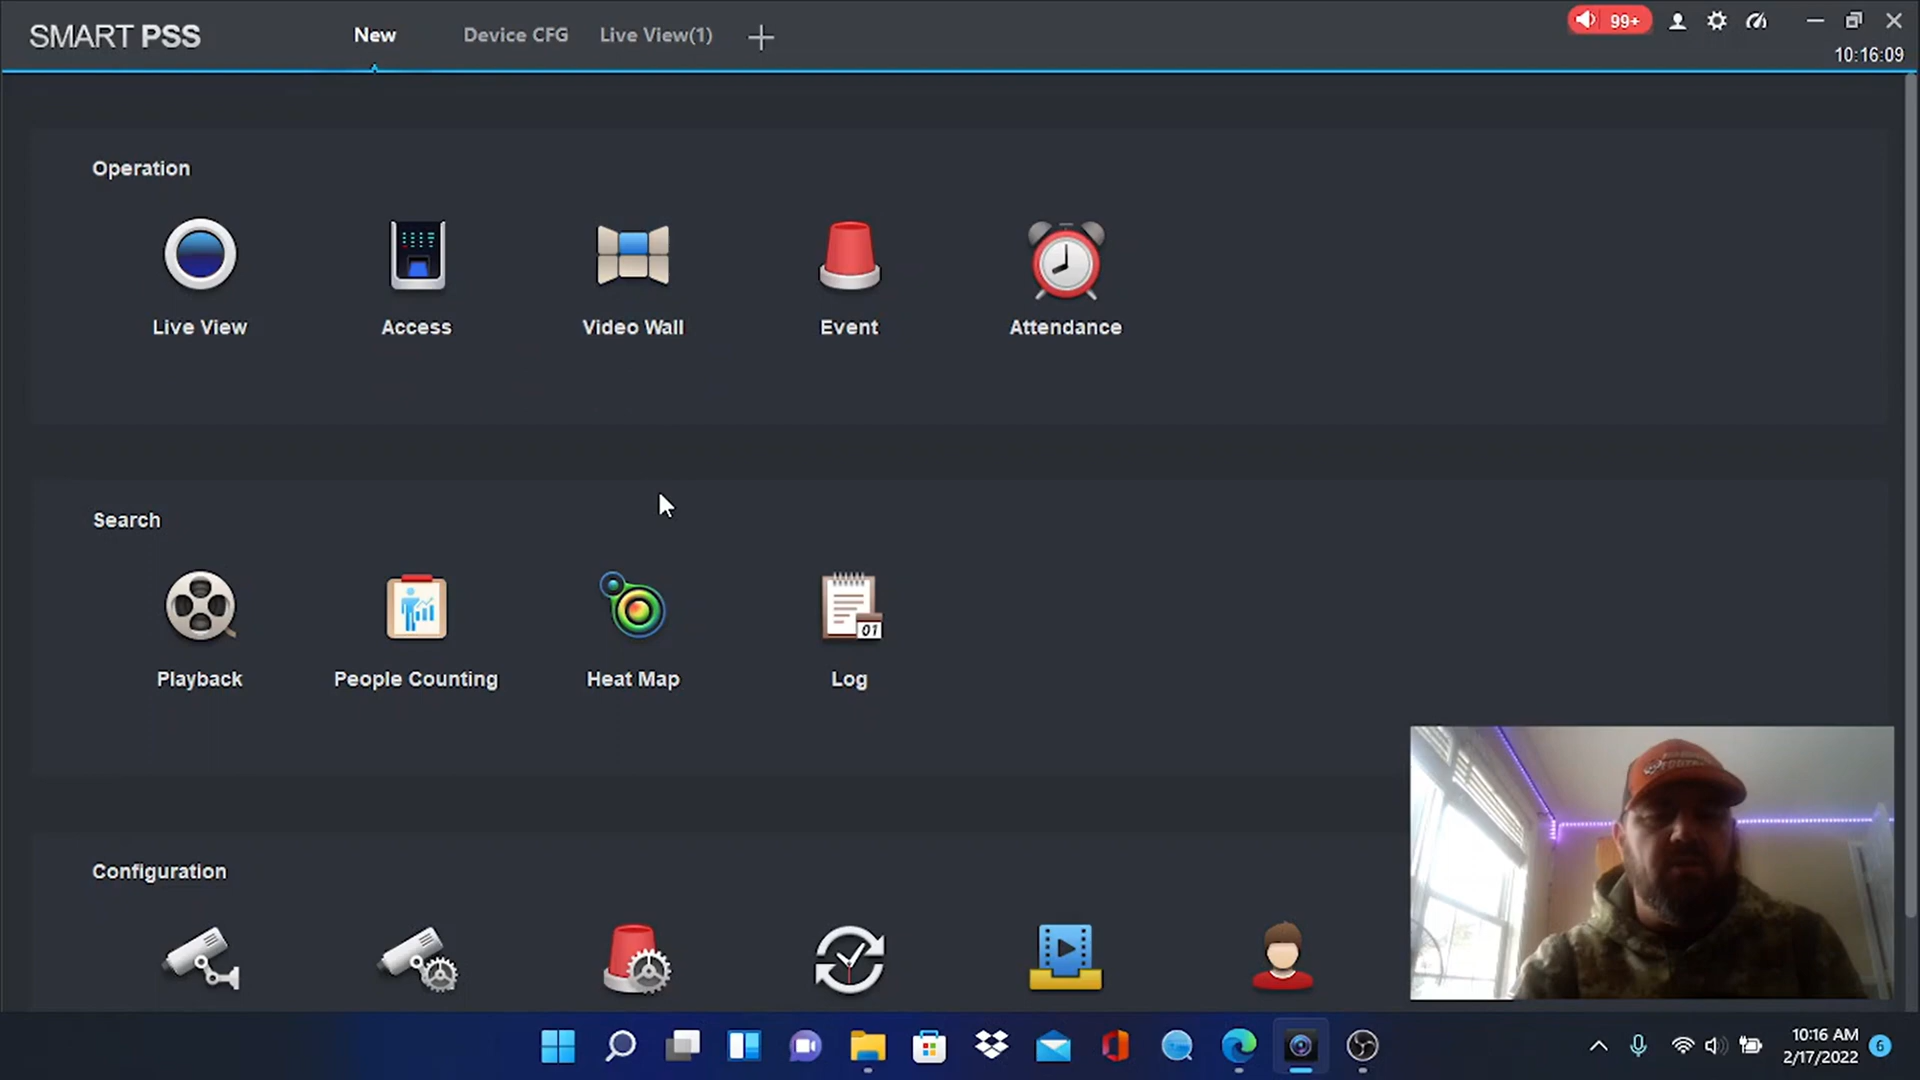 SMART PSS
New
Device CFG
Live View(1)
99+
10:16:09
Operation
Live View
Access
Video Wall
Event
Attendance
Search
01
Playback
People Counting
Heat Map
Log
Configuration
10:16 AM
2/17/2022
6